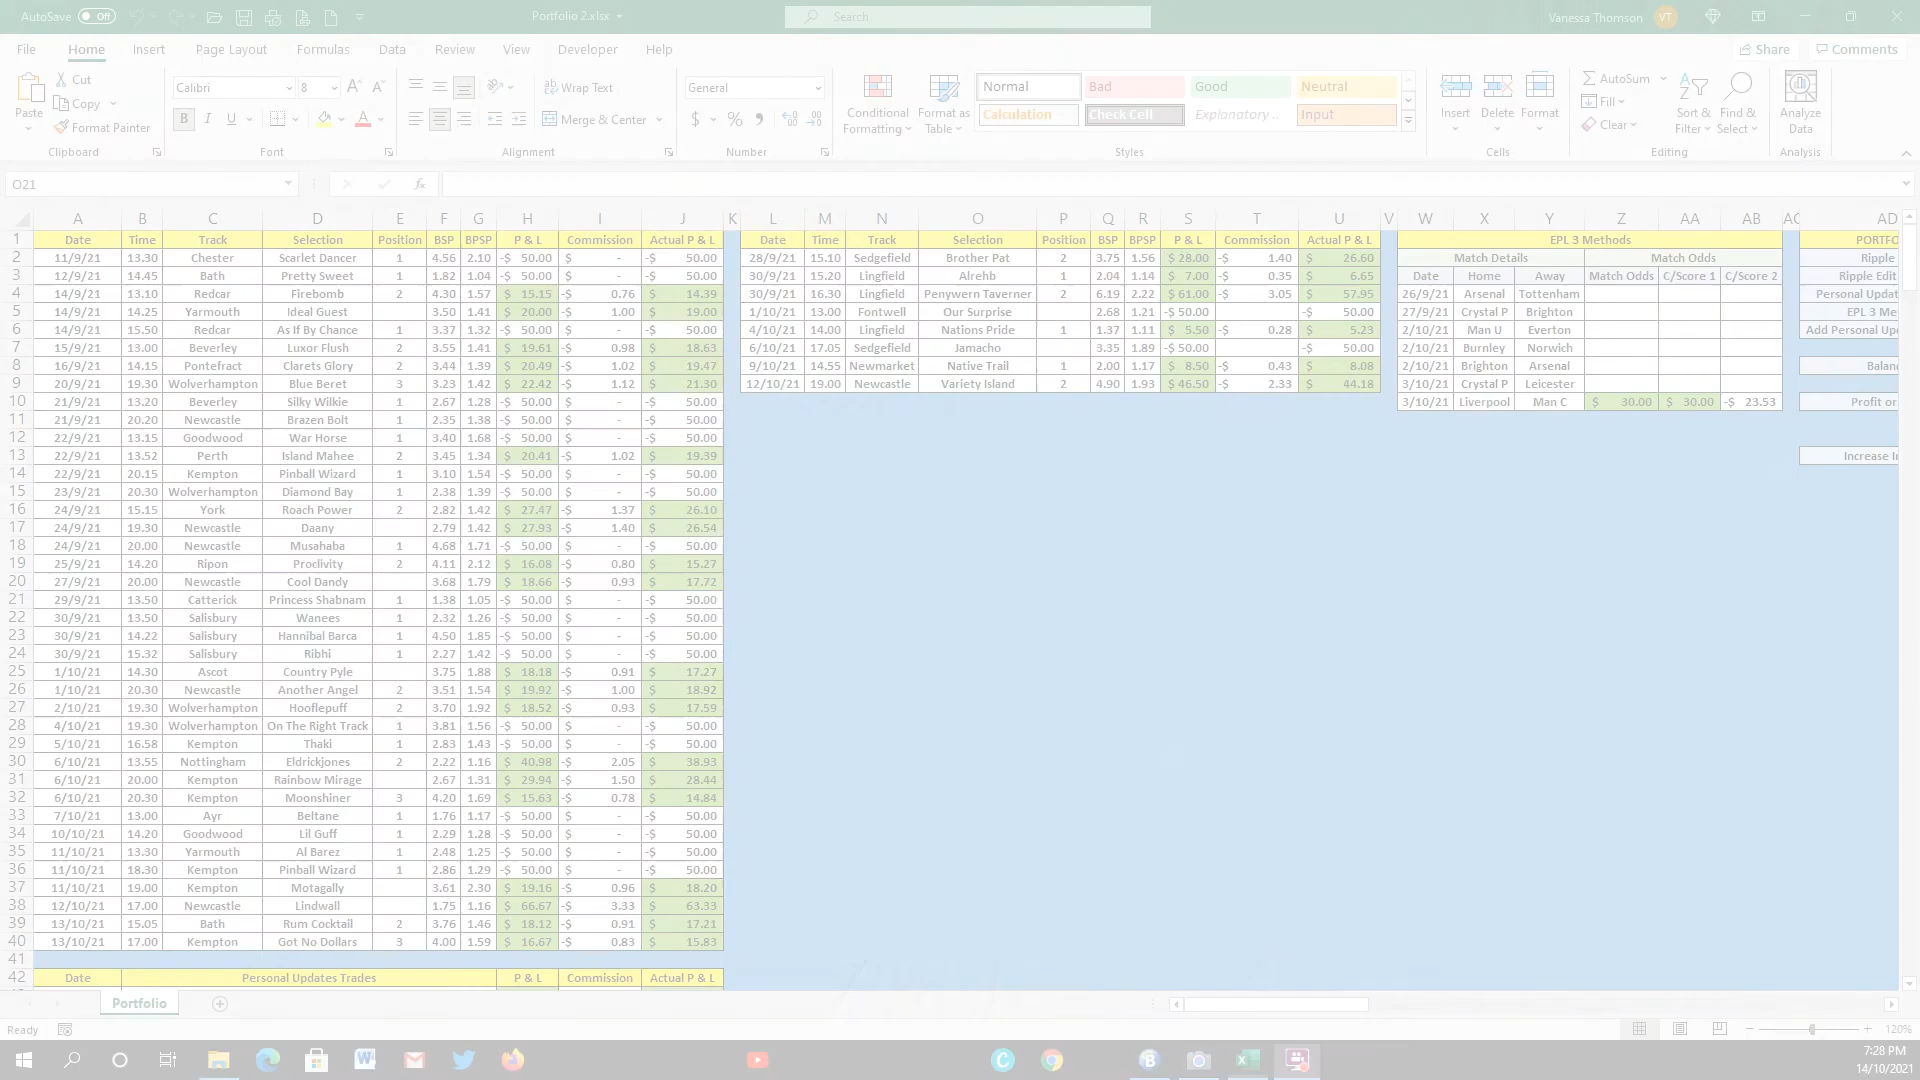 AutoSave Off Portfolio 2.xlsx Search Vanessa Thomson VT
File Home Insert Page Layout Formulas Data Review View Developer Help Share Comments
Paste Cut Copy Format Painter Clipboard
Calibri 8 B I U Font
Wrap Text Merge & Center Alignment
General $ % Number
Conditional Formatting Format as Table
Normal Bad Good Neutral
Calculation Check Cell Explanatory .. Input
Styles
Insert Delete Format Cells
AutoSum Fill Clear Sort & Filter Find & Select Editing
Analyze Data Analysis
O21 fx
A B C D E F G H I J K L M N O P Q R S T U V W X Y Z AA AB AC AD
1 Date Time Track Selection Position BSP BPSP P & L Commission Actual P & L Date Time Track Selection Position BSP BPSP P & L Commission Actual P & L EPL 3 Methods PORTFO
2 11/9/21 13.30 Chester Scarlet Dancer 1 4.56 2.10 -$ 50.00 $ - -$ 50.00 28/9/21 15.10 Sedgefield Brother Pat 2 3.75 1.56 $ 28.00 -$ 1.40 $ 26.60 Match Details Match Odds Ripple
3 12/9/21 14.45 Bath Pretty Sweet 1 1.82 1.04 -$ 50.00 $ - -$ 50.00 30/9/21 15.20 Lingfield Alrehb 1 2.04 1.14 $ 7.00 -$ 0.35 $ 6.65 Date Home Away Match Odds C/Score 1 C/Score 2 Ripple Edit
4 14/9/21 13.10 Redcar Firebomb 2 4.30 1.57 $ 15.15 -$ 0.76 $ 14.39 30/9/21 16.30 Lingfield Penywern Taverner 2 6.19 2.22 $ 61.00 -$ 3.05 $ 57.95 26/9/21 Arsenal Tottenham Personal Updat
5 14/9/21 14.25 Yarmouth Ideal Guest 3.50 1.41 $ 20.00 -$ 1.00 $ 19.00 1/10/21 13.00 Fontwell Our Surprise 2.68 1.21 -$ 50.00 -$ 50.00 27/9/21 Crystal P Brighton EPL 3 Me
6 14/9/21 15.50 Redcar As If By Chance 1 3.37 1.32 -$ 50.00 $ - -$ 50.00 4/10/21 14.00 Lingfield Nations Pride 1 1.37 1.11 $ 5.50 -$ 0.28 $ 5.23 2/10/21 Man U Everton Add Personal Upd
7 15/9/21 13.00 Beverley Luxor Flush 2 3.55 1.41 $ 19.61 -$ 0.98 $ 18.63 6/10/21 17.05 Sedgefield Jamacho 3.35 1.89 -$ 50.00 -$ 50.00 2/10/21 Burnley Norwich
8 16/9/21 14.15 Pontefract Clarets Glory 2 3.44 1.39 $ 20.49 -$ 1.02 $ 19.47 9/10/21 14.55 Newmarket Native Trail 1 2.00 1.17 $ 8.50 -$ 0.43 $ 8.08 2/10/21 Brighton Arsenal Balanc
9 20/9/21 19.30 Wolverhampton Blue Beret 3 3.23 1.42 $ 22.42 -$ 1.12 $ 21.30 12/10/21 19.00 Newcastle Variety Island 2 4.90 1.93 $ 46.50 -$ 2.33 $ 44.18 3/10/21 Crystal P Leicester
10 21/9/21 13.20 Beverley Silky Wilkie 1 2.67 1.28 -$ 50.00 $ - -$ 50.00 3/10/21 Liverpool Man C $ 30.00 $ 30.00 -$ 23.53 Profit or
11 21/9/21 20.20 Newcastle Brazen Bolt 1 2.35 1.38 -$ 50.00 $ - -$ 50.00
12 22/9/21 13.15 Goodwood War Horse 1 3.40 1.68 -$ 50.00 $ - -$ 50.00
13 22/9/21 13.52 Perth Island Mahee 2 3.45 1.34 $ 20.41 -$ 1.02 $ 19.39 Increase In
14 22/9/21 20.15 Kempton Pinball Wizard 1 3.10 1.54 -$ 50.00 $ - -$ 50.00
15 23/9/21 20.30 Wolverhampton Diamond Bay 1 2.38 1.39 -$ 50.00 $ - -$ 50.00
16 24/9/21 15.15 York Roach Power 2 2.82 1.42 $ 27.47 -$ 1.37 $ 26.10
17 24/9/21 19.30 Newcastle Daany 2.79 1.42 $ 27.93 -$ 1.40 $ 26.54
18 24/9/21 20.00 Newcastle Musahaba 1 4.68 1.71 -$ 50.00 $ - -$ 50.00
19 25/9/21 14.20 Ripon Proclivity 2 4.11 2.12 $ 16.08 -$ 0.80 $ 15.27
20 27/9/21 20.00 Newcastle Cool Dandy 3.68 1.79 $ 18.66 -$ 0.93 $ 17.72
21 29/9/21 13.50 Catterick Princess Shabnam 1 1.38 1.05 -$ 50.00 $ - -$ 50.00
22 30/9/21 13.50 Salisbury Wanees 1 2.32 1.26 -$ 50.00 $ - -$ 50.00
23 30/9/21 14.22 Salisbury Hannibal Barca 1 4.50 1.85 -$ 50.00 $ - -$ 50.00
24 30/9/21 15.32 Salisbury Ribhi 1 2.27 1.42 -$ 50.00 $ - -$ 50.00
25 1/10/21 14.30 Ascot Country Pyle 3.75 1.88 $ 18.18 -$ 0.91 $ 17.27
26 1/10/21 20.30 Newcastle Another Angel 2 3.51 1.54 $ 19.92 -$ 1.00 $ 18.92
27 2/10/21 19.30 Wolverhampton Hooflepuff 2 3.70 1.92 $ 18.52 -$ 0.93 $ 17.59
28 4/10/21 19.30 Wolverhampton On The Right Track 1 3.81 1.56 -$ 50.00 $ - -$ 50.00
29 5/10/21 16.58 Kempton Thaki 1 2.83 1.43 -$ 50.00 $ - -$ 50.00
30 6/10/21 13.55 Nottingham Eldrickjones 2 2.22 1.16 $ 40.98 -$ 2.05 $ 38.93
31 6/10/21 20.00 Kempton Rainbow Mirage 2.67 1.31 $ 29.94 -$ 1.50 $ 28.44
32 6/10/21 20.30 Kempton Moonshiner 3 4.20 1.69 $ 15.63 -$ 0.78 $ 14.84
33 7/10/21 13.00 Ayr Beltane 1 1.76 1.17 -$ 50.00 $ - -$ 50.00
34 10/10/21 14.20 Goodwood Lil Guff 1 2.29 1.28 -$ 50.00 $ - -$ 50.00
35 11/10/21 13.30 Yarmouth Al Barez 1 2.48 1.25 -$ 50.00 $ - -$ 50.00
36 11/10/21 18.30 Kempton Pinball Wizard 1 2.86 1.29 -$ 50.00 $ - -$ 50.00
37 11/10/21 19.00 Kempton Motagally 3.61 2.30 $ 19.16 -$ 0.96 $ 18.20
38 12/10/21 17.00 Newcastle Lindwall 1.75 1.16 $ 66.67 -$ 3.33 $ 63.33
39 13/10/21 15.05 Bath Rum Cocktail 2 3.76 1.46 $ 18.12 -$ 0.91 $ 17.21
40 13/10/21 17.00 Kempton Got No Dollars 3 4.00 1.59 $ 16.67 -$ 0.83 $ 15.83
41
42 Date Personal Updates Trades P & L Commission Actual P & L
Portfolio
Ready 120%
7:28 PM
14/10/2021